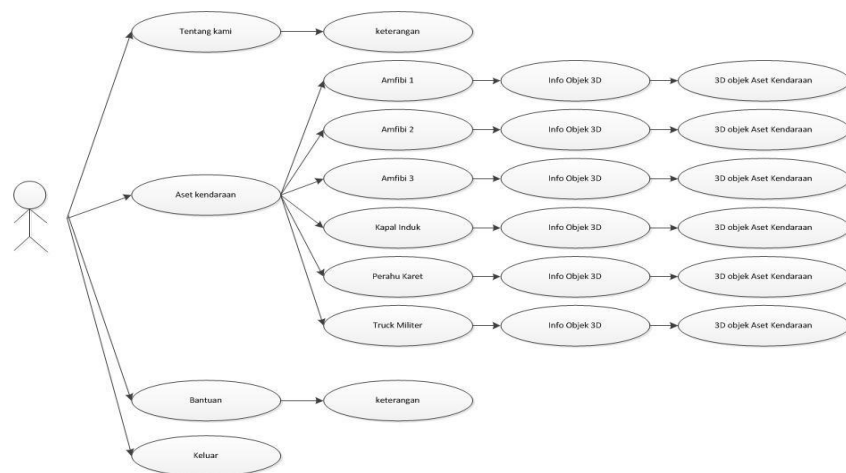 Tentang kami
keterangan
Amfibi 1
Info Objek 3D
3D objek Aset Kendaraan
Amfibi 2
Info Objek 3D
3D objek Aset Kendaraan
Aset kendaraan
Amfibi 3
Info Objek 3D
3D objek Aset Kendaraan
Kapal Induk
Info Objek 3D
3D objek Aset Kendaraan
Perahu Karet
Info Objek 3D
3D objek Aset Kendaraan
Truck Militer
Info Objek 3D
3D objek Aset Kendaraan
Bantuan
keterangan
Keluar